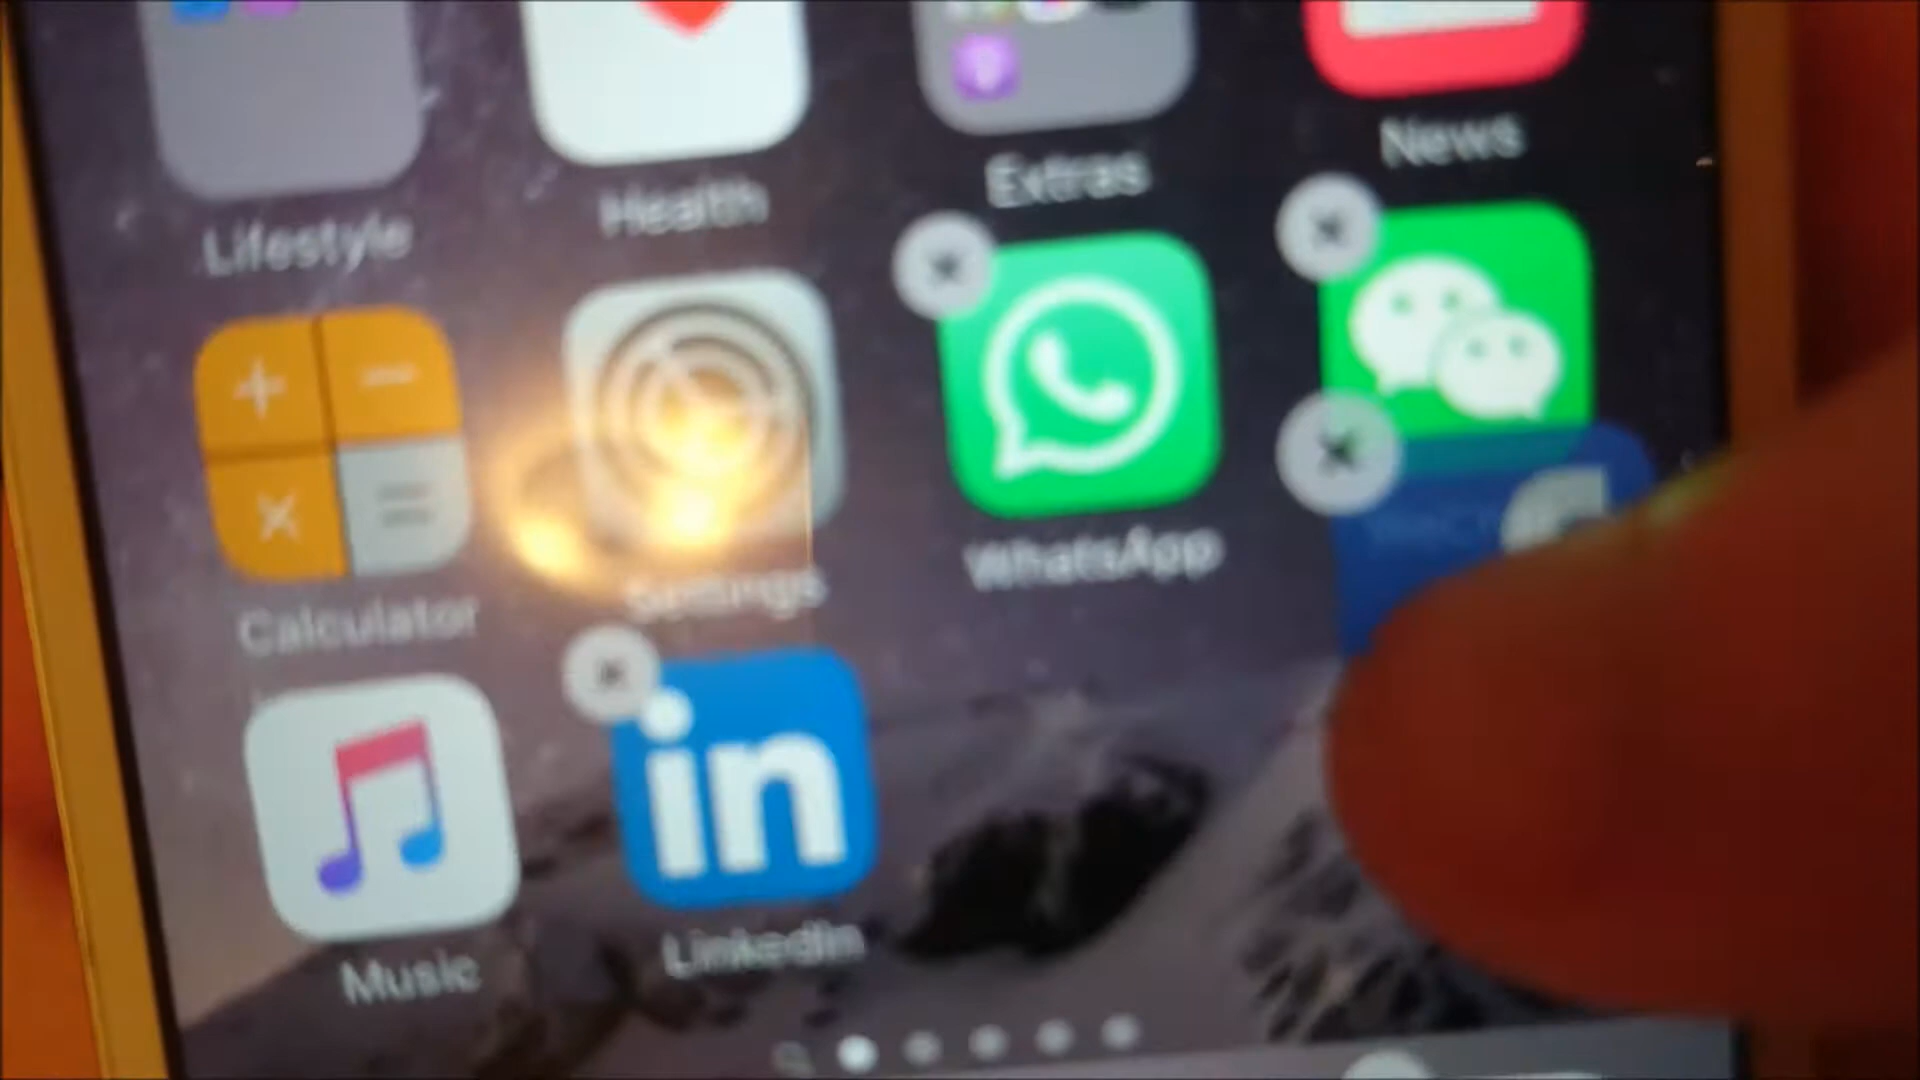 Lifestyle
Health
Extras
News
Calculator
Settings
WhatsApp
in
Music
LinkedIn